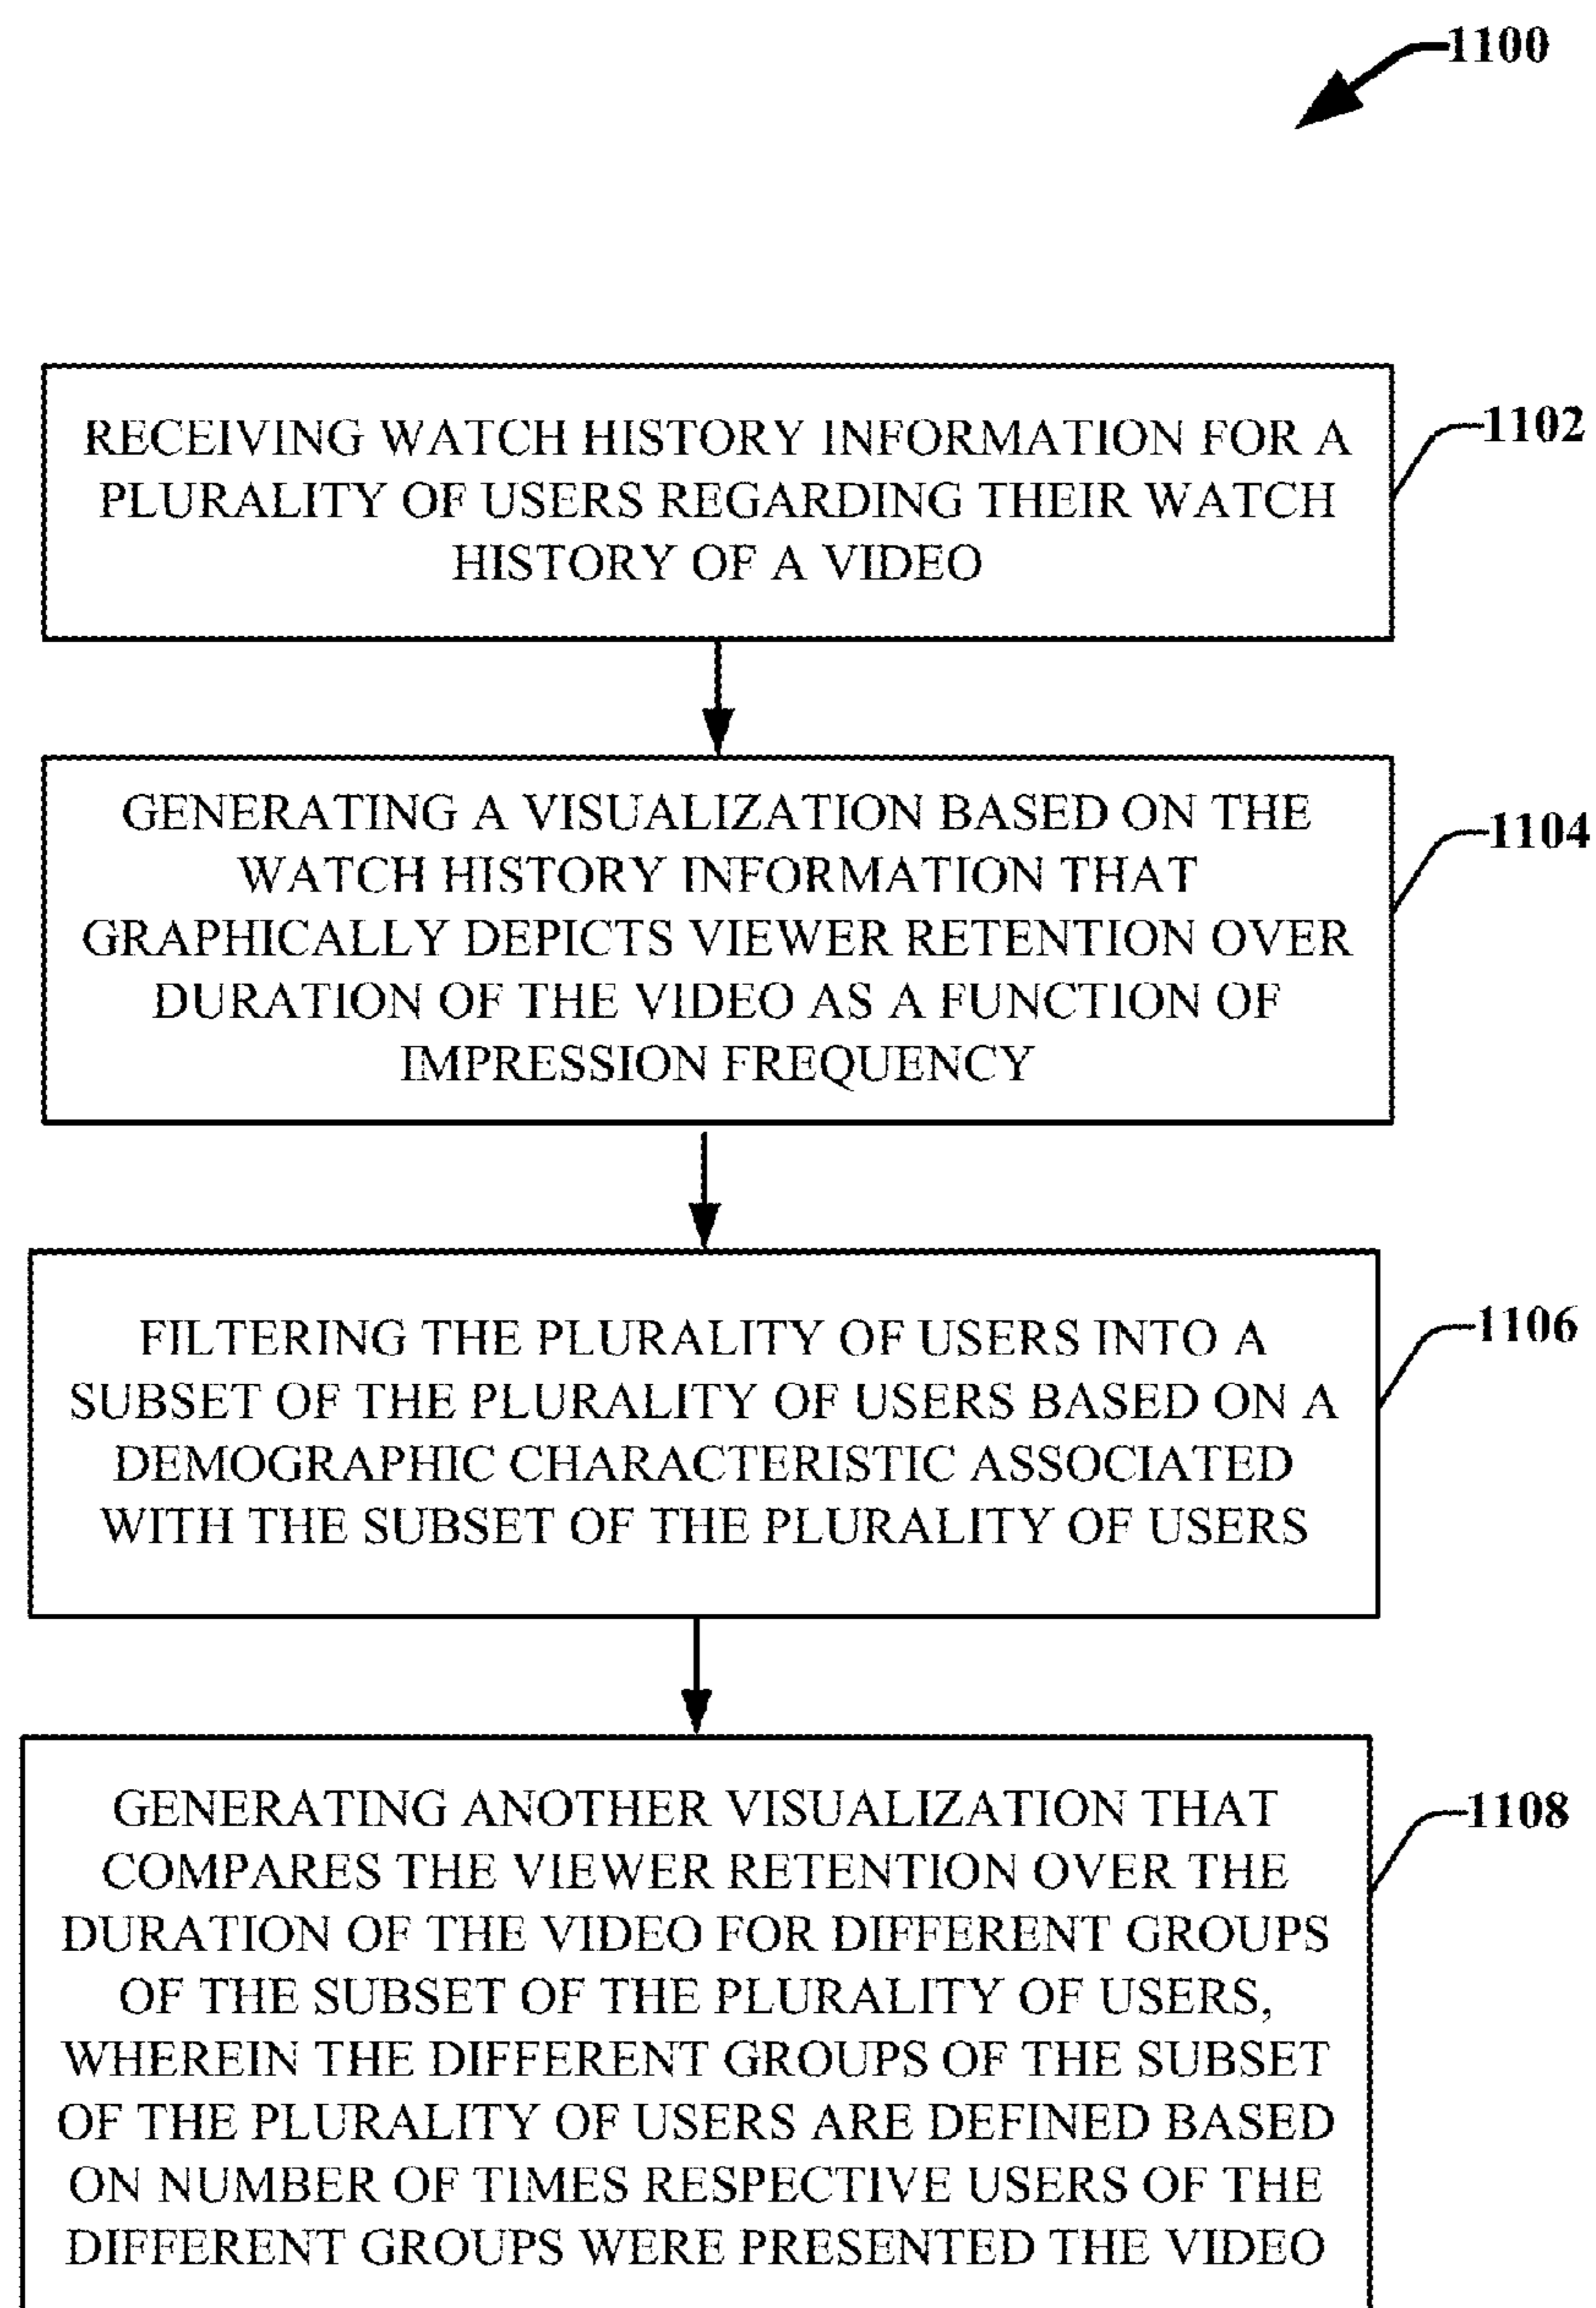 1100
RECEIVING WATCH HISTORY INFORMATION FOR A
PLURALITY OF USERS REGARDING THEIR WATCH
HISTORY OF A VIDEO
1102
GENERATING A VISUALIZATION BASED ON THE
WATCH HISTORY INFORMATION THAT
GRAPHICALLY DEPICTS VIEWER RETENTION OVER
DURATION OF THE VIDEO AS A FUNCTION OF
IMPRESSION FREQUENCY
1104
FILTERING THE PLURALITY OF USERS INTO A
SUBSET OF THE PLURALITY OF USERS BASED ON A
DEMOGRAPHIC CHARACTERISTIC ASSOCIATED
WITH THE SUBSET OF THE PLURALITY OF USERS
1106
GENERATING ANOTHER VISUALIZATION THAT
COMPARES THE VIEWER RETENTION OVER THE
DURATION OF THE VIDEO FOR DIFFERENT GROUPS
OF THE SUBSET OF THE PLURALITY OF USERS,
WHEREIN THE DIFFERENT GROUPS OF THE SUBSET
OF THE PLURALITY OF USERS ARE DEFINED BASED
ON NUMBER OF TIMES RESPECTIVE USERS OF THE
DIFFERENT GROUPS WERE PRESENTED THE VIDEO
1108